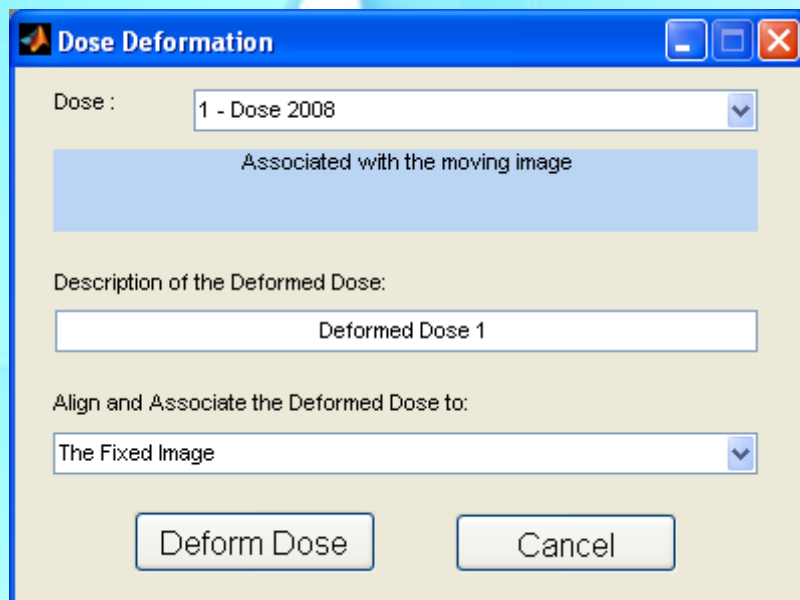 Dose Deformation
Dose : 1 - Dose 2008
Associated with the moving image
Description of the Deformed Dose:
Deformed Dose 1
Align and Associate the Deformed Dose to:
The Fixed Image
Deform Dose Cancel